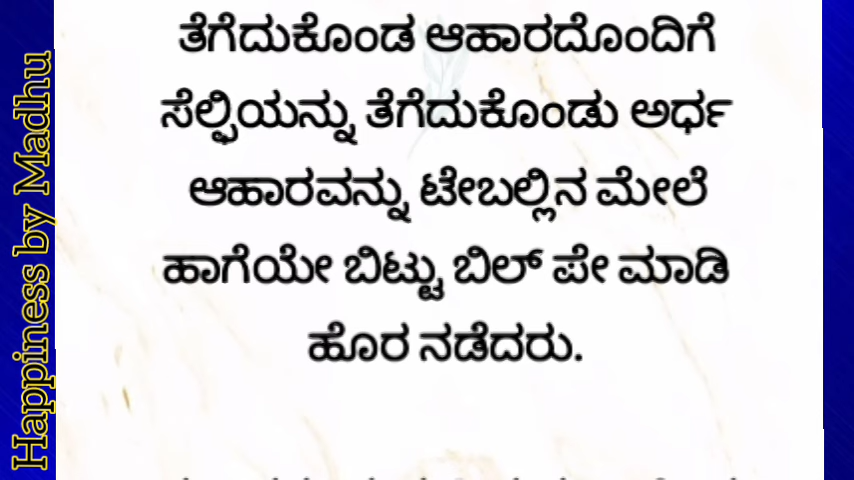 ತೆಗೆದುಕೊಂಡ ಆಹಾರದೊಂದಿಗೆ
ಸೆಲ್ಫಿಯನ್ನು ತೆಗೆದುಕೊಂಡು ಅರ್ಧ
ಆಹಾರವನ್ನು ಟೇಬಲ್ಲಿನ ಮೇಲೆ
ಹಾಗೆಯೇ ಬಿಟ್ಟು ಬಿಲ್ ಪೇ ಮಾಡಿ
ಹೊರ ನಡೆದರು.
Happiness by Madhu